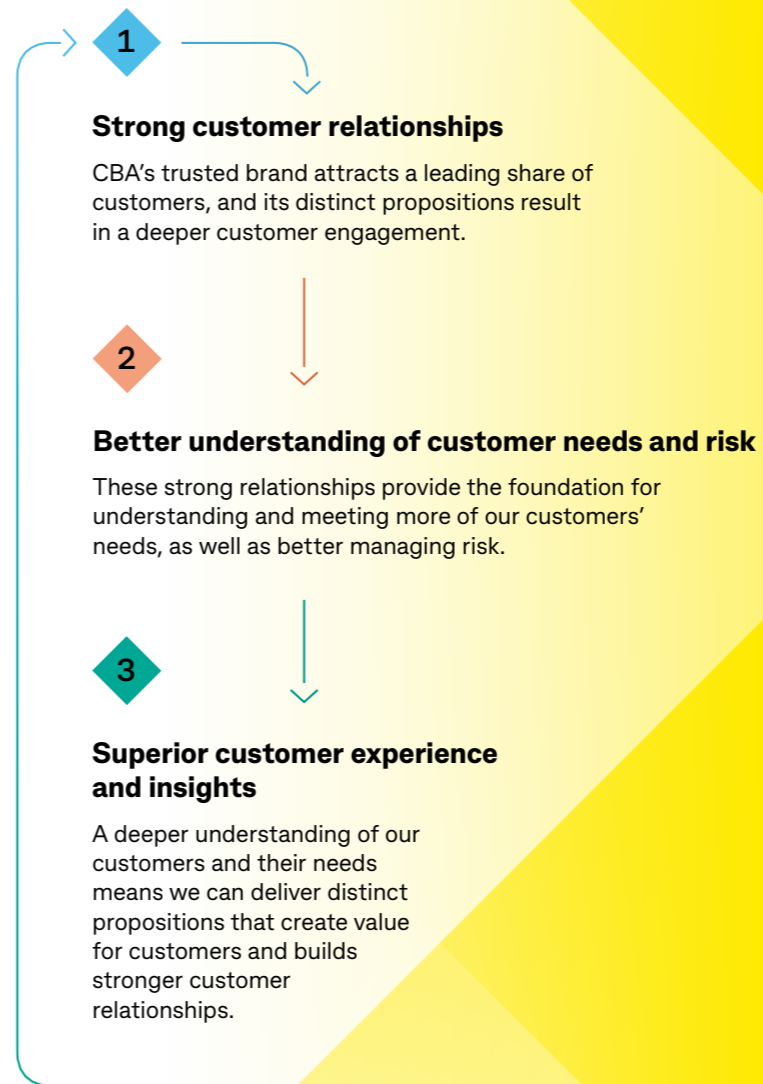 1
Strong customer relationships
CBA’s trusted brand attracts a leading share of
customers, and its distinct propositions result
in a deeper customer engagement.
2
Better understanding of customer needs and risk
These strong relationships provide the foundation for
understanding and meeting more of our customers’
needs, as well as better managing risk.
3
Superior customer experience
and insights
A deeper understanding of our
customers and their needs
means we can deliver distinct
propositions that create value
for customers and builds
stronger customer
relationships.